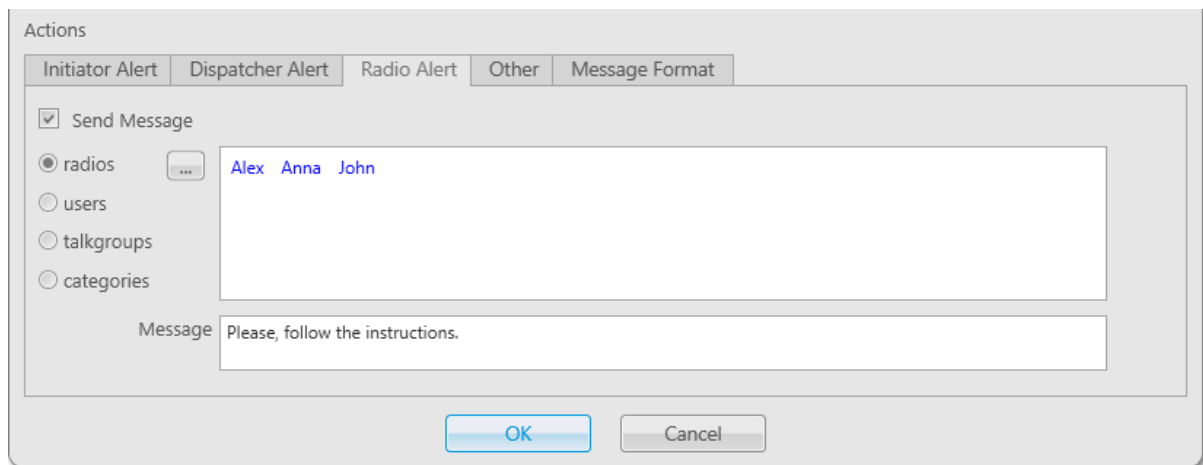 Actions
Initiator Alert Dispatcher Alert Radio Alert Other Message Format
Send Message
radios ... Alex Anna John
users
talkgroups
categories
Message Please, follow the instructions.
OK Cancel